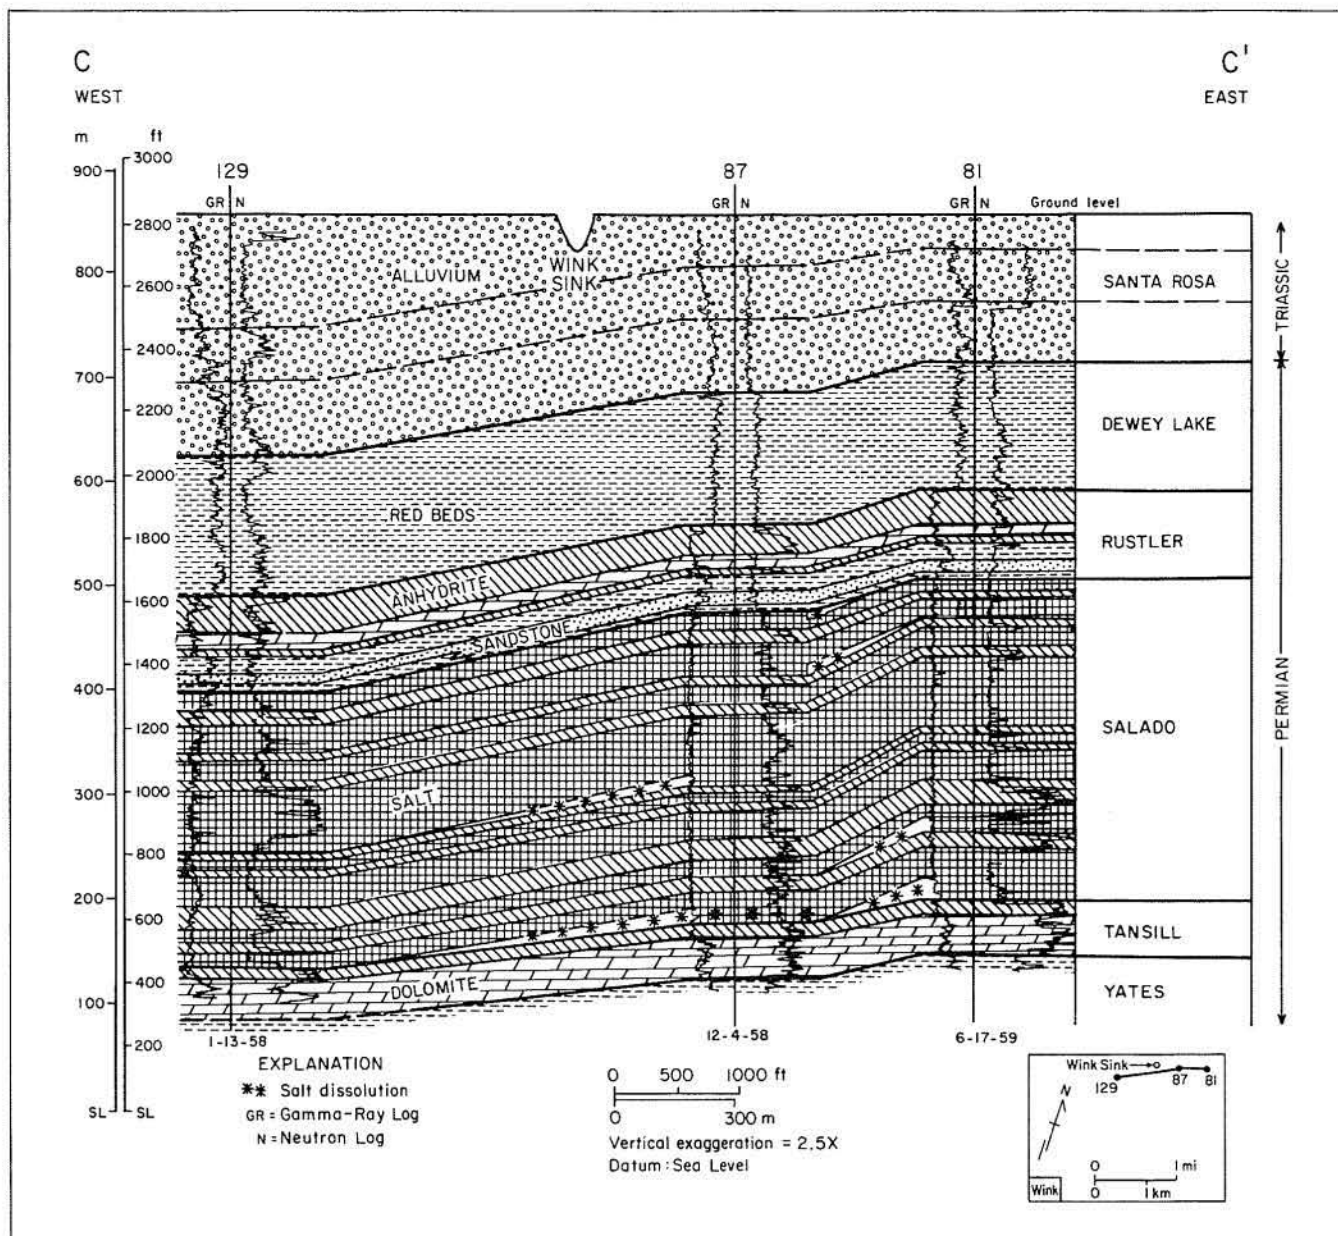 C
C'
WEST
EAST
m
ft
3000
900
129
87
81
GR N
GR N
GR N
Ground level
2800
ALLUVIUM
WINK
SINK
800
2600
SANTA ROSA
TRIASSIC
2400
700
2200
DEWEY LAKE
2000
600
RED BEDS
1800
RUSTLER
500
ANHYDRITE
1600
SANDSTONE
1400
400
1200
SALADO
PERMIAN
300
1000
SALT
800
200
600
TANSILL
DOLOMITE
400
100
YATES
1-13-58
12-4-58
6-17-59
200
EXPLANATION
** Salt dissolution
GR = Gamma-Ray Log
N = Neutron Log
SL
SL
0 500 1000 ft
0 300 m
Vertical exaggeration = 2.5X
Datum : Sea Level
Wink Sink
129
87
81
N
0 1 mi
0 1 km
Wink